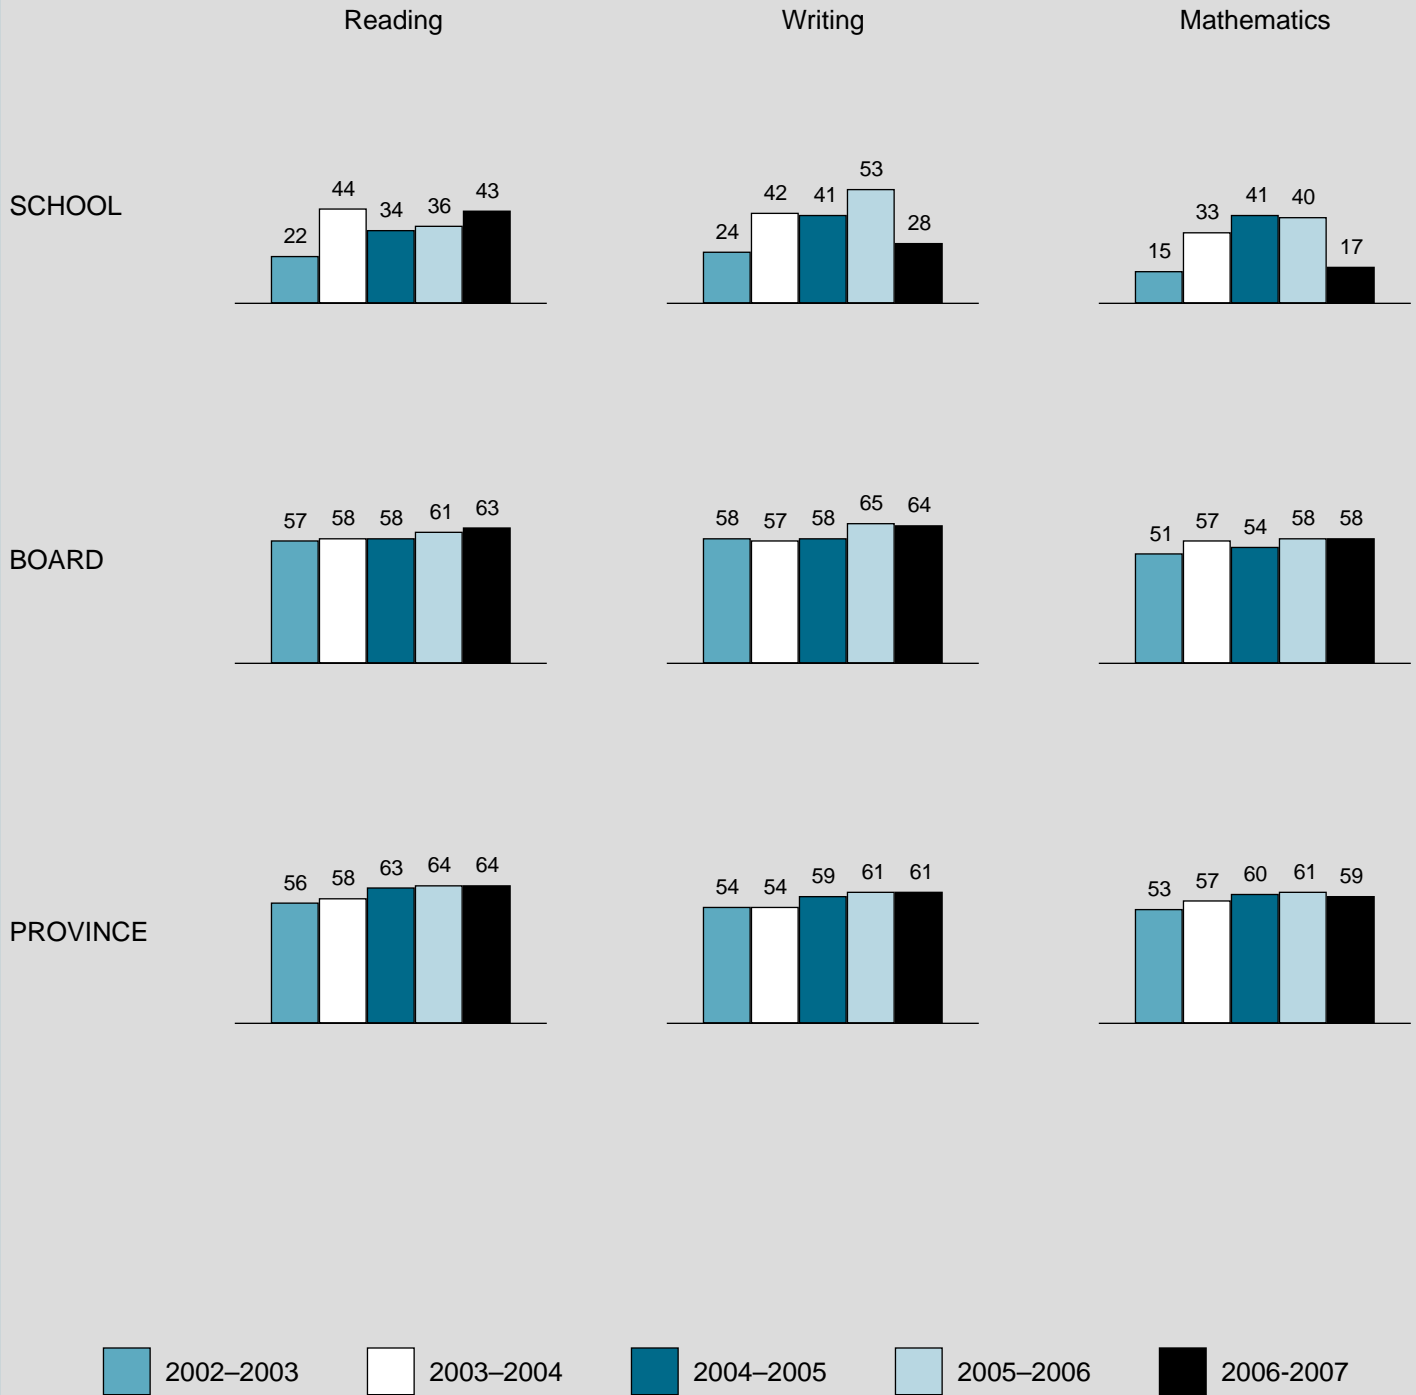 Reading Writing Mathematics
SCHOOL
22 44 34 36 43
24 42 41 53 28
15 33 41 40 17
BOARD
57 58 58 61 63
58 57 58 65 64
51 57 54 58 58
PROVINCE
56 58 63 64 64
54 54 59 61 61
53 57 60 61 59
2002–2003 2003–2004 2004–2005 2005–2006 2006-2007